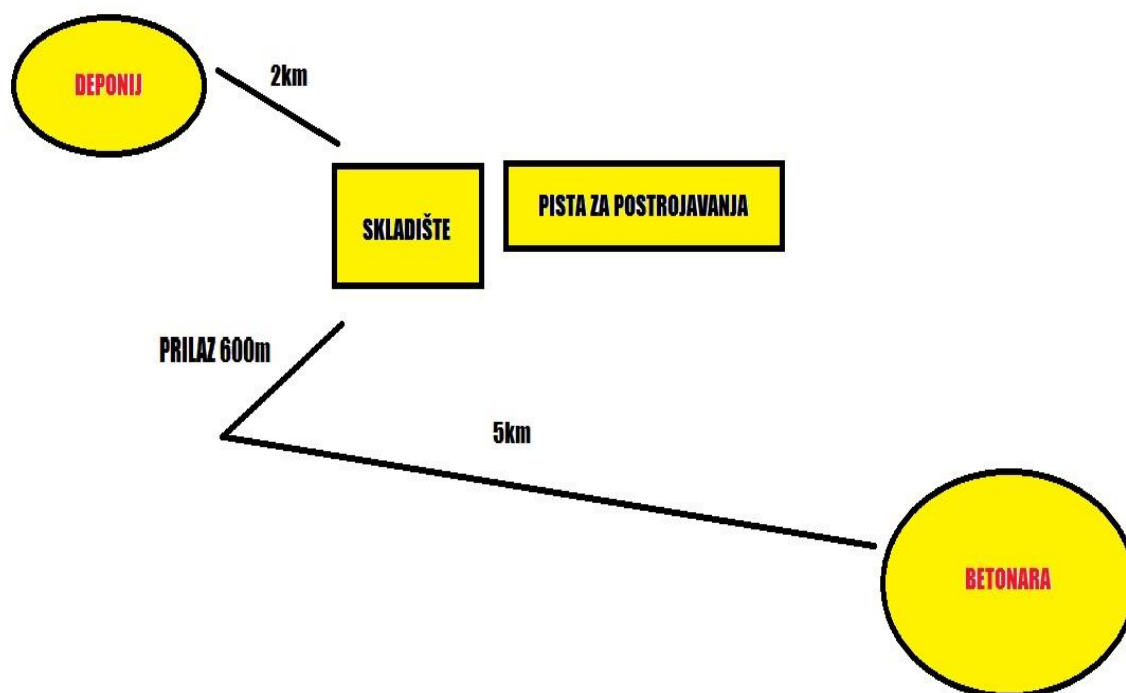 DEPONIJ
2km
SKLADIŠTE
PISTA ZA POSTROJAVANJA
PRILAZ 600m
5km
BETONARA